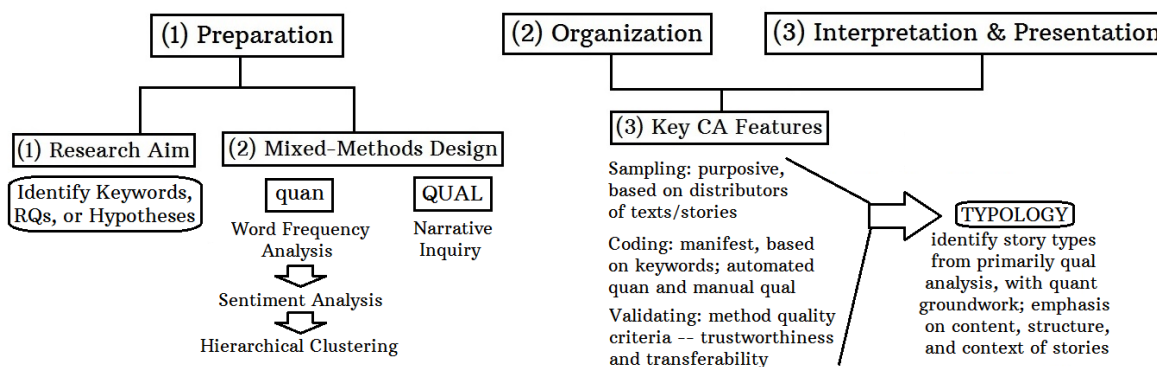 (1) Preparation
(2) Organization
(3) Interpretation & Presentation
(1) Research Aim
Identify Keywords,
RQs, or Hypotheses
(2) Mixed-Methods Design
quan
Word Frequency
Analysis
Sentiment Analysis
Hierarchical Clustering
QUAL
Narrative
Inquiry
(3) Key CA Features
Sampling: purposive,
based on distributors
of texts/stories
Coding: manifest, based
on keywords; automated
quan and manual qual
Validating: method quality
criteria -- trustworthiness
and transferability
TYPOLOGY
identify story types
from primarily qual
analysis, with quant
groundwork; emphasis
on content, structure,
and context of stories